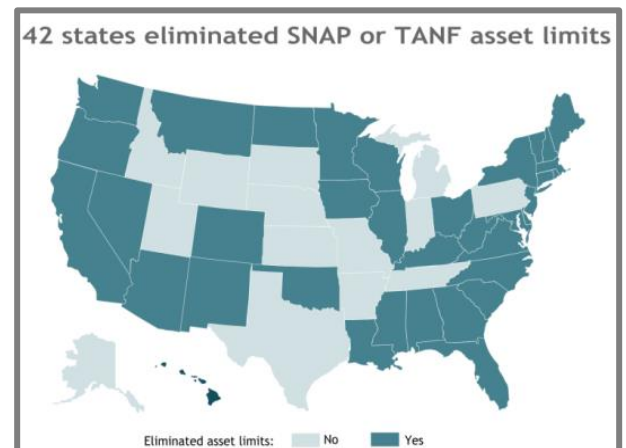 42 states eliminated SNAP or TANF asset limits
Eliminated asset limits: No Yes